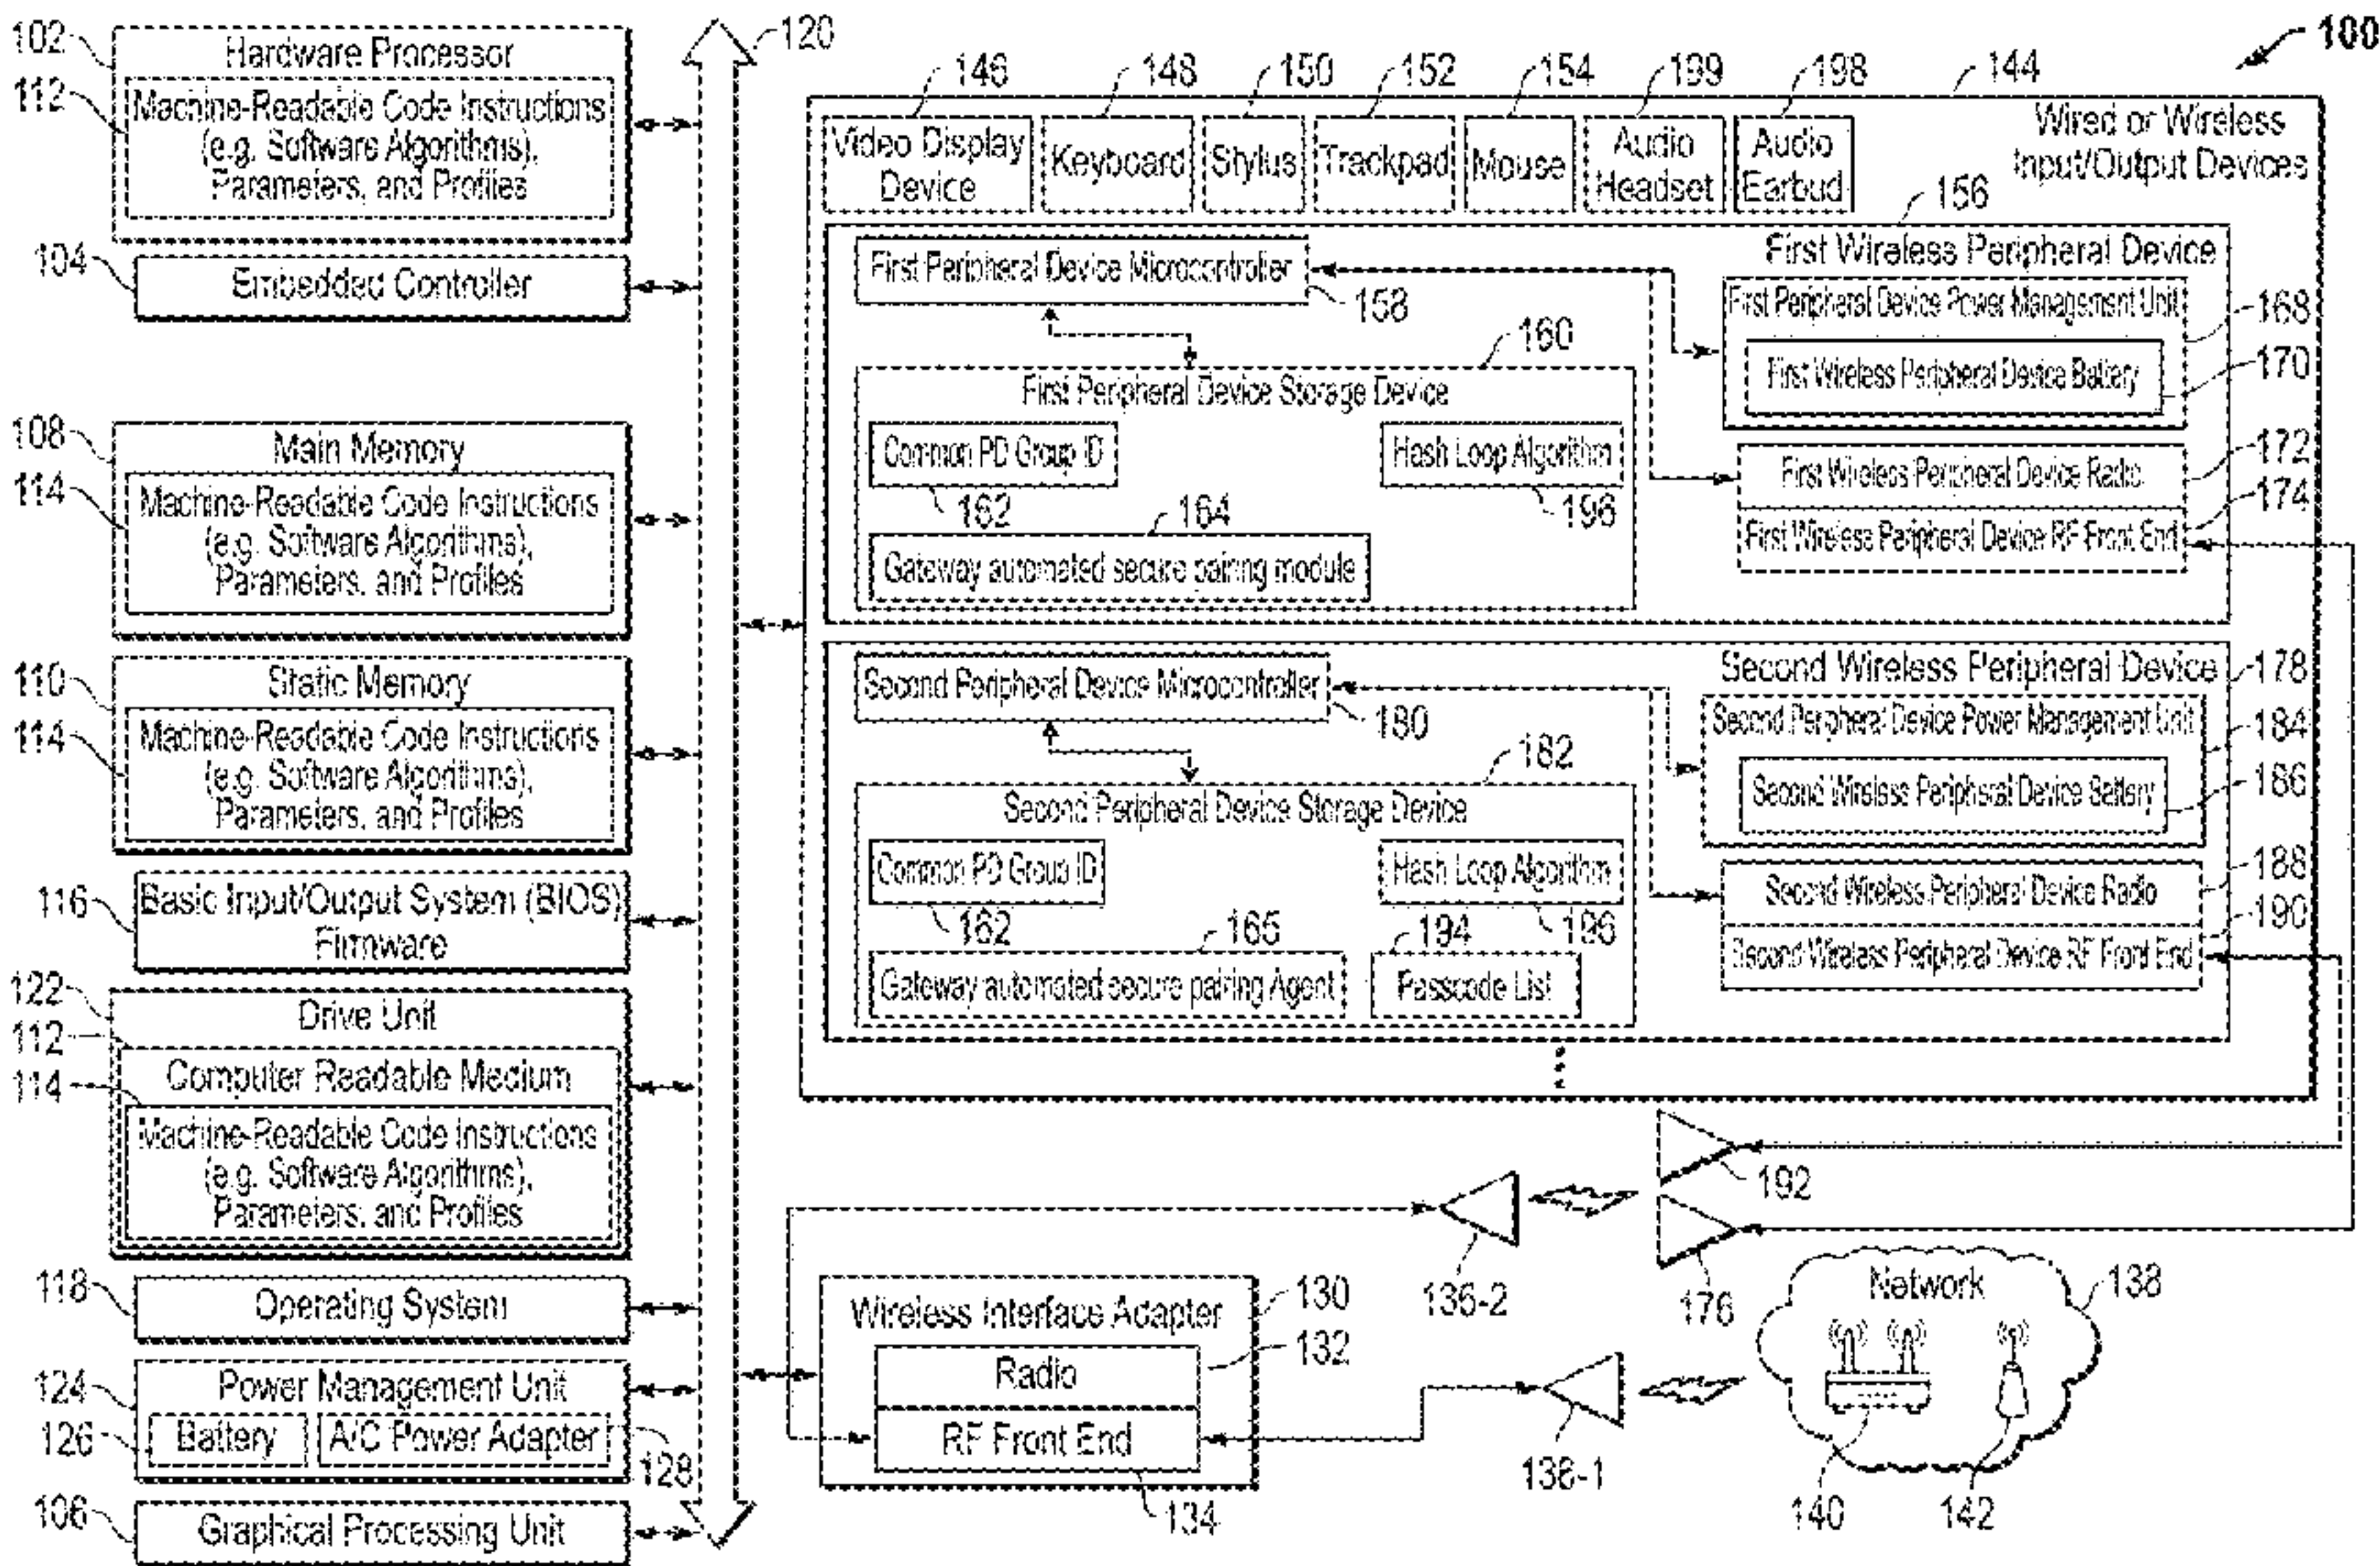 100
102
Hardware Processor
112
Machine-Readable Code Instructions
(e.g. Software Algorithms),
Parameters, and Profiles
104
Embedded Controller
108
Main Memory
114
Machine-Readable Code Instructions
(e.g. Software Algorithms),
Parameters, and Profiles
110
Static Memory
114
Machine-Readable Code Instructions
(e.g. Software Algorithms),
Parameters, and Profiles
116
Basic Input/Output System (BIOS)
Firmware
122
Drive Unit
112
Computer Readable Medium
114
Machine-Readable Code Instructions
(e.g. Software Algorithms),
Parameters, and Profiles
118
Operating System
124
Power Management Unit
126
Battery
A/C Power Adapter
128
106
Graphical Processing Unit
120
146
148
150
152
154
199
198
144
Video Display
Device
Keyboard
Stylus
Trackpad
Mouse
Audio
Headset
Audio
Earbud
Wired or Wireless
Input/Output Devices
156
First Wireless Peripheral Device
First Peripheral Device Microcontroller
158
First Peripheral Device Power Management Unit
168
First Wireless Peripheral Device Battery
170
160
First Peripheral Device Storage Device
Common PD Group ID
162
Hash Loop Algorithm
196
164
Gateway automated secure pairing module
First Wireless Peripheral Device Radio
172
174
First Wireless Peripheral Device RF Front End
Second Wireless Peripheral Device
178
Second Peripheral Device Microcontroller
180
Second Peripheral Device Power Management Unit
184
Second Wireless Peripheral Device Battery
186
182
Second Peripheral Device Storage Device
Common PD Group ID
162
Hash Loop Algorithm
196
165
194
Gateway automated secure pairing Agent
Passcode List
Second Wireless Peripheral Device Radio
188
190
Second Wireless Peripheral Device RF Front End
192
136-2
176
Wireless Interface Adapter
130
Radio
132
RF Front End
134
136-1
Network
138
140
142